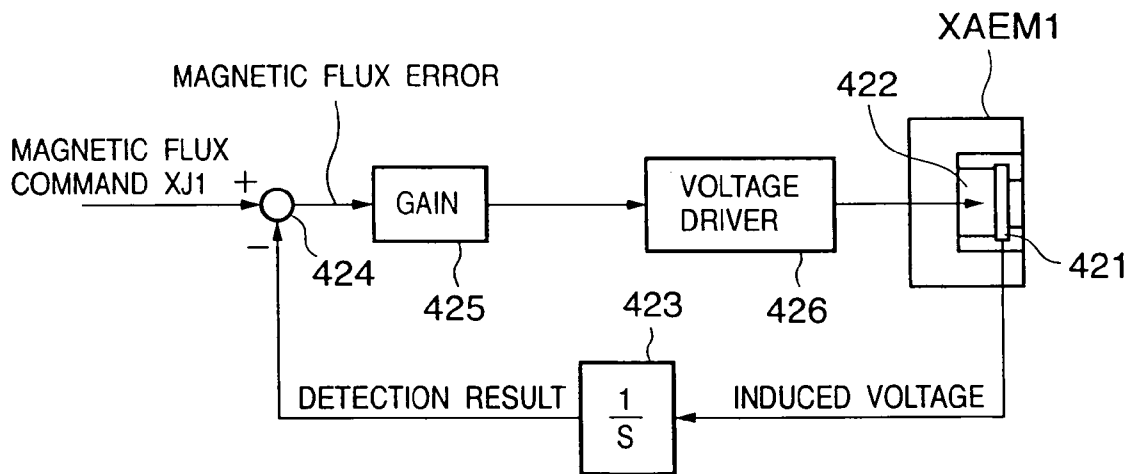 XAEM1
MAGNETIC FLUX ERROR
422
MAGNETIC FLUX
COMMAND XJ1
+
−
424
GAIN
425
VOLTAGE
DRIVER
426
421
423
DETECTION RESULT
1
S
INDUCED VOLTAGE